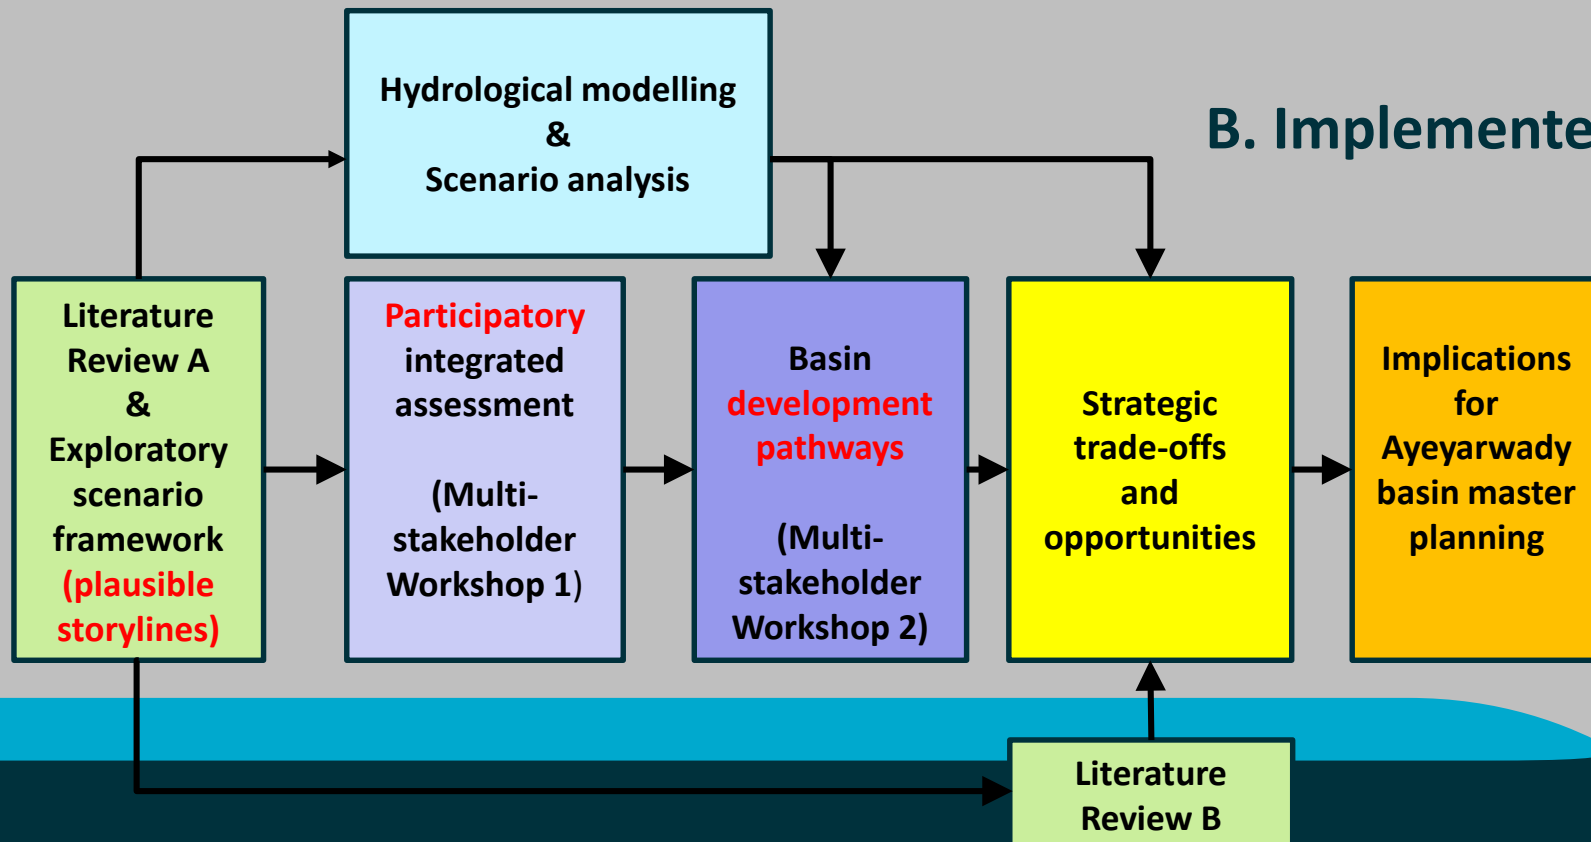 Hydrological modelling
&
Scenario analysis
B. Implemente
Literature
Review A
&
Exploratory
scenario
framework
(plausible
storylines)
Participatory
integrated
assessment
(Multi-
stakeholder
Workshop 1)
Basin
development
pathways
(Multi-
stakeholder
Workshop 2)
Strategic
trade-offs
and
opportunities
Implications
for
Ayeyarwady
basin master
planning
Literature
Review B